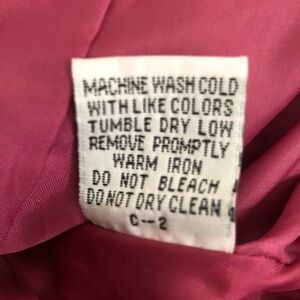 MACHINE WASH COLD
WITH LIKE COLORS
TUMBLE DRY LOW
REMOVE PROMPTLY
WARM IRON
DO NOT BLEACH
DO NOT DRY CLEAN
C--2